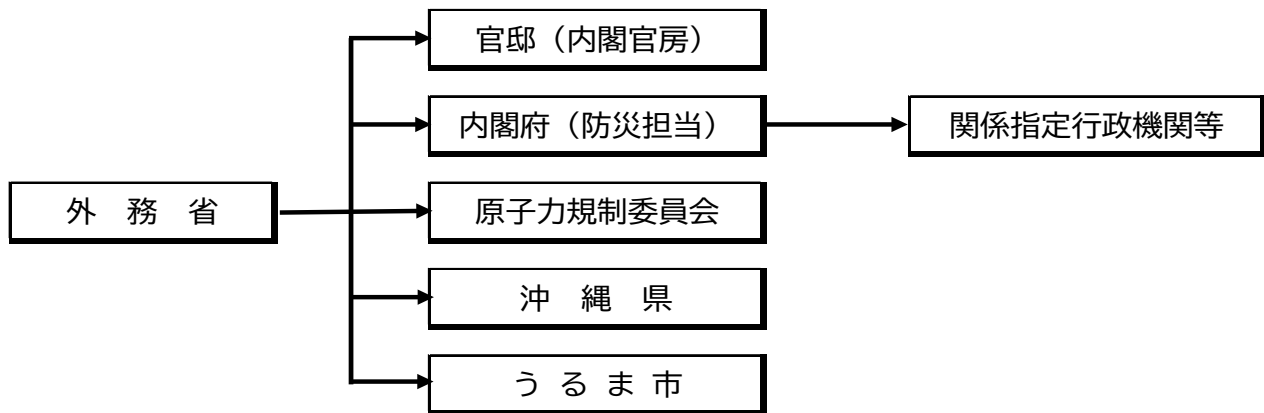 官邸（内閣官房）
内閣府（防災担当）
関係指定行政機関等
外　務　省
原子力規制委員会
沖　縄　県
う る ま 市